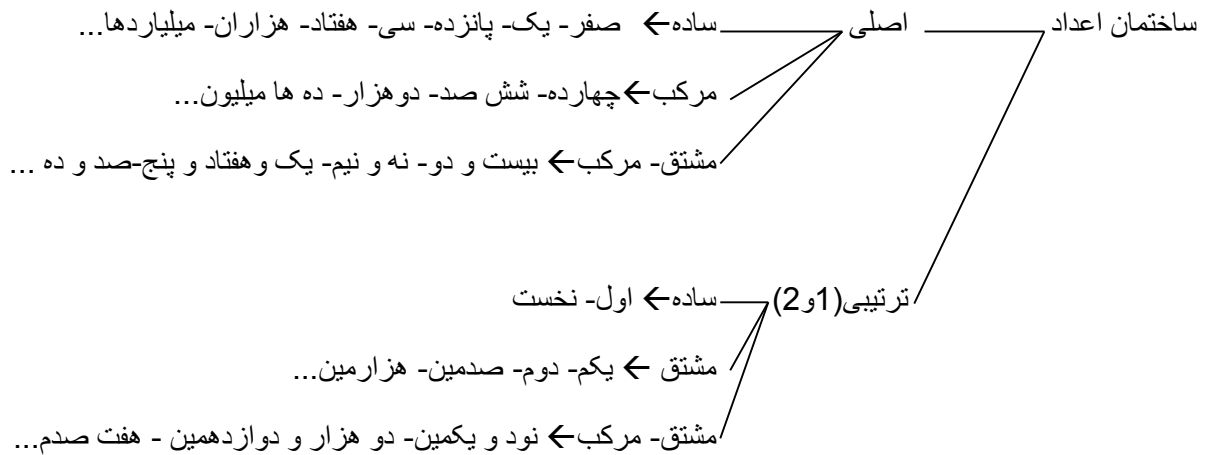 ساختمان اعداد اصلی ساده← صفر- یک- پانزده- سی- هفتاد- هزاران- میلیاردها...
مرکب←چهارده- شش صد- دوهزار- ده ها میلیون...
مشتق- مرکب← بیست و دو- نه و نیم- یک وهفتاد و پنج-صد و ده ...
ترتیبی(1و2) ساده← اول- نخست
مشتق ← یکم- دوم- صدمین- هزارمین...
مشتق- مرکب← نود و یکمین- دو هزار و دوازدهمین - هفت صدم...